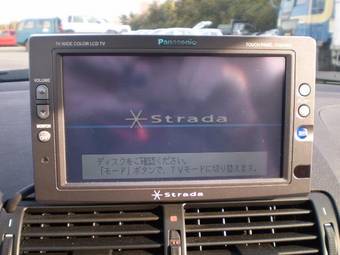 7V WIDE COLOR LCD TV
Panasonic
TOUCH PANEL
VOLUME
Strada
ディスクをご確認ください。
「モード」ボタンで、TVモードに切り替えます。
Strada